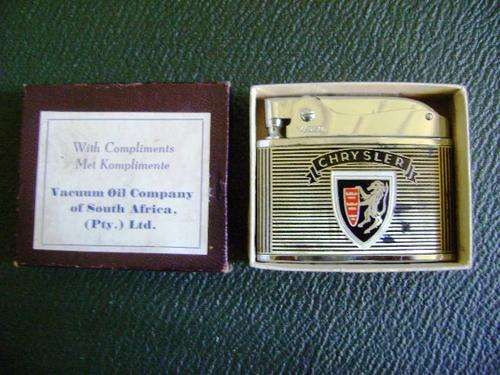 With Compliments
Met Komplimente
Vacuum Oil Company
of South Africa,
(Pty.) Ltd.
CHRYSLER